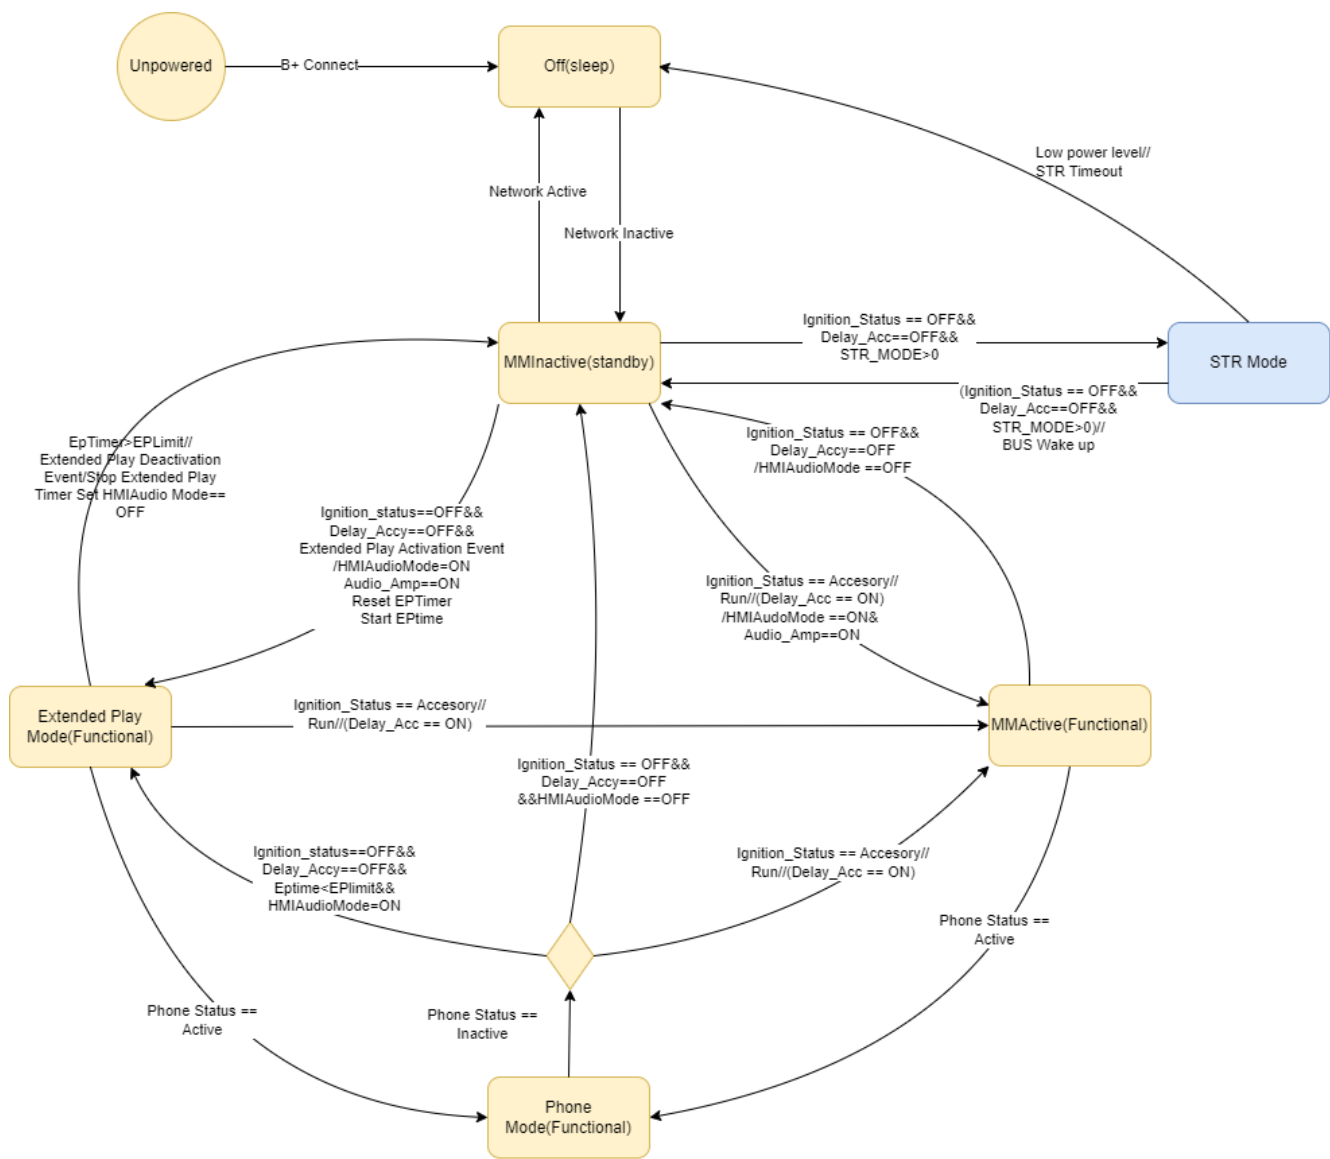 Unpowered
B+ Connect
Off(sleep)
Low power level//
STR Timeout
Network Active
Network Inactive
Ignition_Status == OFF&&
Delay_Acc==OFF&&
STR_MODE>0
MMInactive(standby)
STR Mode
(Ignition_Status == OFF&&
Delay_Acc==OFF&&
STR_MODE>0)//
BUS Wake up
Ignition_Status == OFF&&
Delay_Accy==OFF
/HMIAudioMode ==OFF
EpTimer>EPLimit//
Extended Play Deactivation
Event/Stop Extended Play
Timer Set HMIAudio Mode==
OFF
Ignition_status==OFF&&
Delay_Accy==OFF&&
Extended Play Activation Event
/HMIAudioMode=ON
Audio_Amp==ON
Reset EPTimer
Start EPtime
Ignition_Status == Accesory//
Run//(Delay_Acc == ON)
/HMIAudoMode ==ON&
Audio_Amp==ON
Extended Play
Mode(Functional)
Ignition_Status == Accesory//
Run//(Delay_Acc == ON)
MMActive(Functional)
Ignition_Status == OFF&&
Delay_Accy==OFF
&&HMIAudioMode ==OFF
Ignition_status==OFF&&
Delay_Accy==OFF&&
Eptime<EPlimit&&
HMIAudioMode=ON
Ignition_Status == Accesory//
Run//(Delay_Acc == ON)
Phone Status ==
Active
Phone Status ==
Active
Phone Status ==
Inactive
Phone
Mode(Functional)